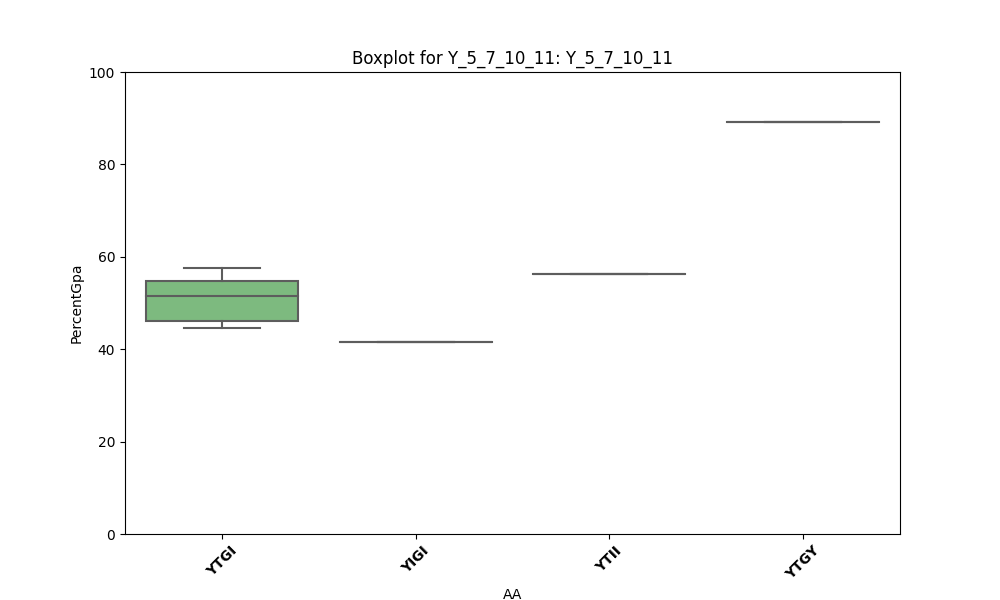 Boxplot for Y_5_7_10_11: Y_5_7_10_11
100
80
60
40
20
0
PercentGpa
YTGI
YIGI
YTII
YTGY
AA